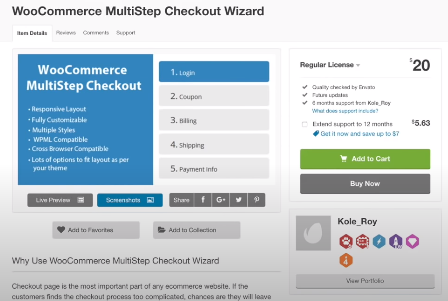 WooCommerce MultiStep Checkout Wizard
Item Details Reviews Comments Support
WooCommerce
MultiStep Checkout
• Responsive Layout
• Fully Customizable
• Multiple Styles
• WPML Compatible
• Cross Browser Compatible
• Lots of options to fit layout as per
your theme
1. Login
2. Coupon
3. Billing
4. Shipping
5. Payment Info
Live Preview Screenshots Share
Add to Favorites Add to Collection
Why Use WooCommerce MultiStep Checkout Wizard
Checkout page is the most important part of any ecommerce website. If the
customers finds the checkout process too complicated, chances are they will leave
Regular License $20
Quality checked by Envato
Future updates
6 months support from Kole_Roy
What does support include?
Extend support to 12 months $5.63
Get it now and save up to $7
Add to Cart
Buy Now
Kole_Roy
View Portfolio